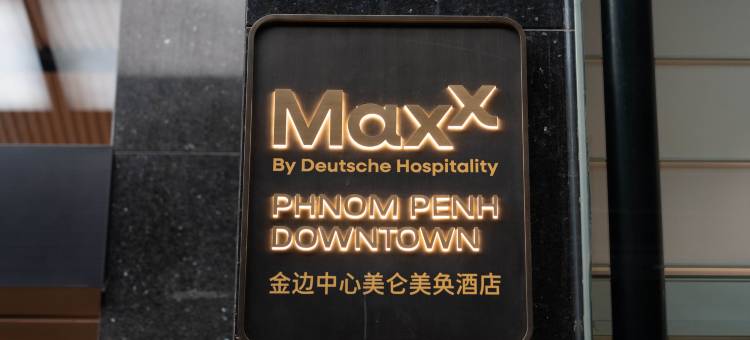 Maxx
By Deutsche Hospitality
PHNOM PENH
DOWNTOWN
金边中心美仑美奂酒店